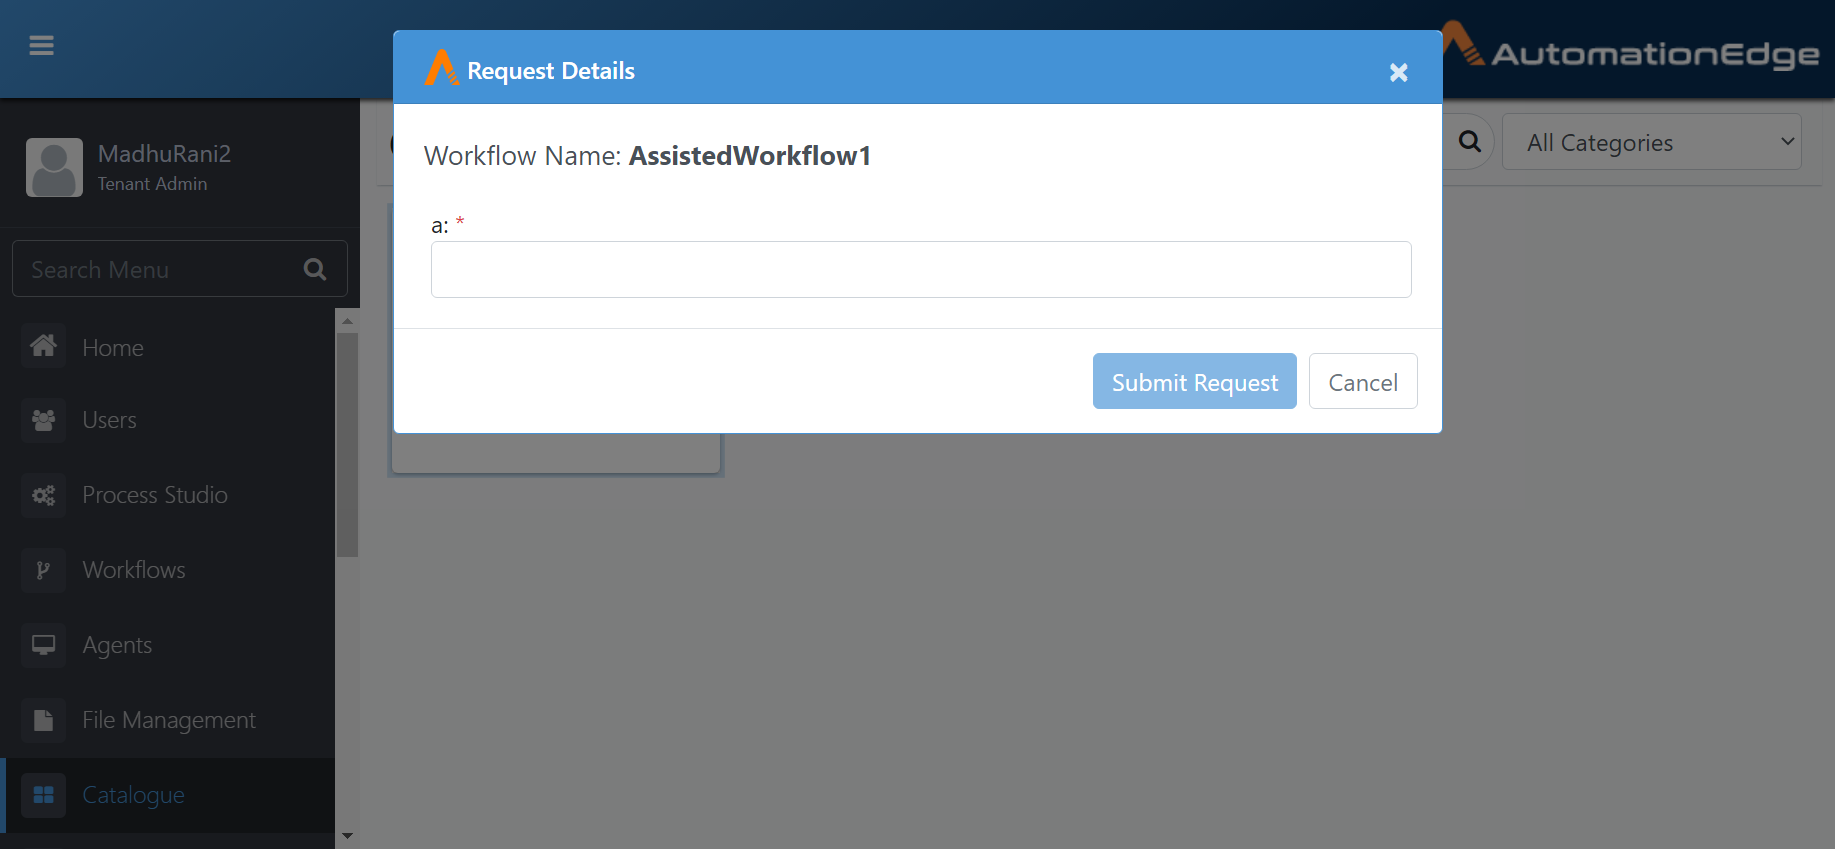 AutomationEdge
Request Details
×
MadhuRani2
Tenant Admin
Search Menu
Home
Users
Process Studio
Workflows
Agents
File Management
Catalogue
All Categories
Workflow Name: AssistedWorkflow1
a: *
Submit Request
Cancel